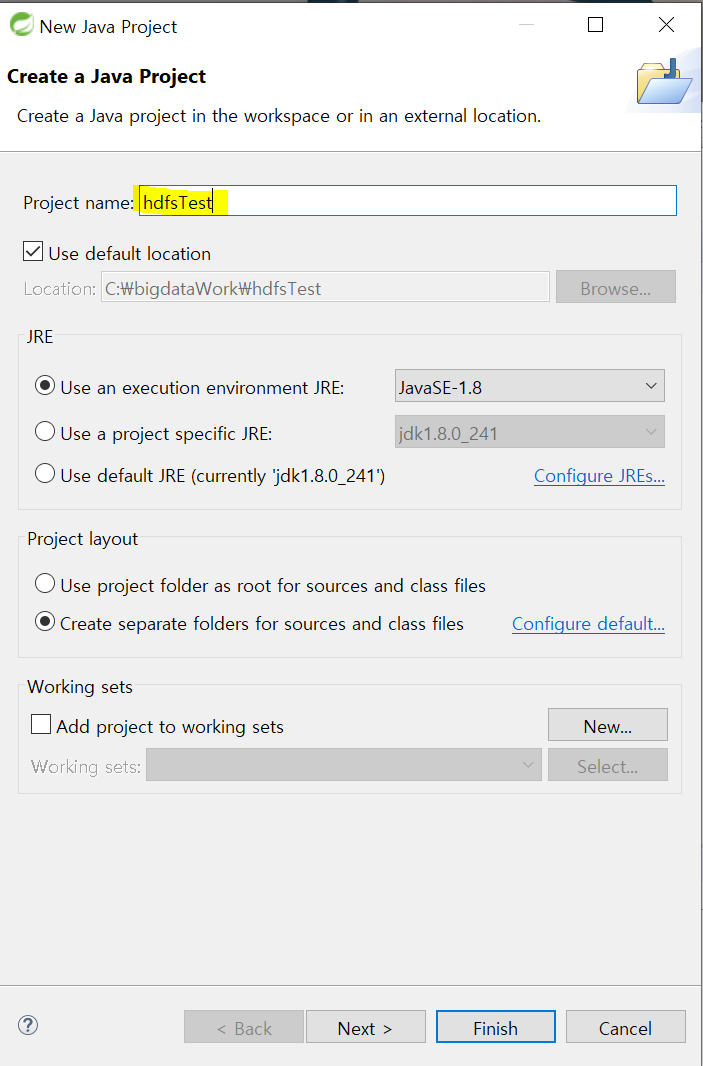 New Java Project
Create a Java Project
Create a Java project in the workspace or in an external location.
Project name: hdfsTest
Use default location
Location: C:₩bigdataWork₩hdfsTest Browse...
JRE
Use an execution environment JRE: JavaSE-1.8
Use a project specific JRE: jdk1.8.0_241
Use default JRE (currently 'jdk1.8.0_241') Configure JREs...
Project layout
Use project folder as root for sources and class files
Create separate folders for sources and class files Configure default...
Working sets
Add project to working sets New...
Working sets: Select...
? < Back Next > Finish Cancel